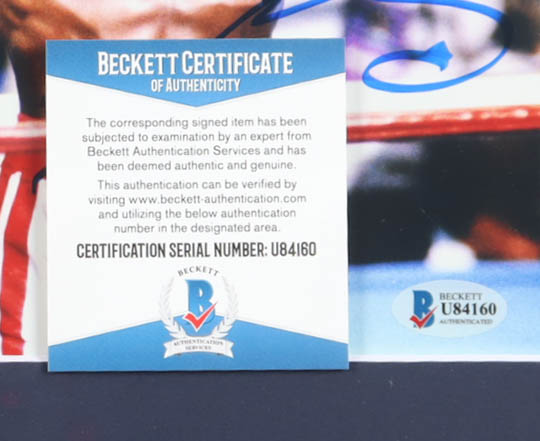 BECKETT CERTIFICATE
OF AUTHENTICITY
The corresponding signed item has been
subjected to examination by an expert from
Beckett Authentication Services and has
been deemed authentic and genuine.
This authentication can be verified by
visiting www.beckett-authentication.com
and utilizing the below authentication
number in the designated area.
CERTIFICATION SERIAL NUMBER: U84160
BECKETT
B
AUTHENTICATION
SERVICES
BECKETT
B U84160
AUTHENTICATED